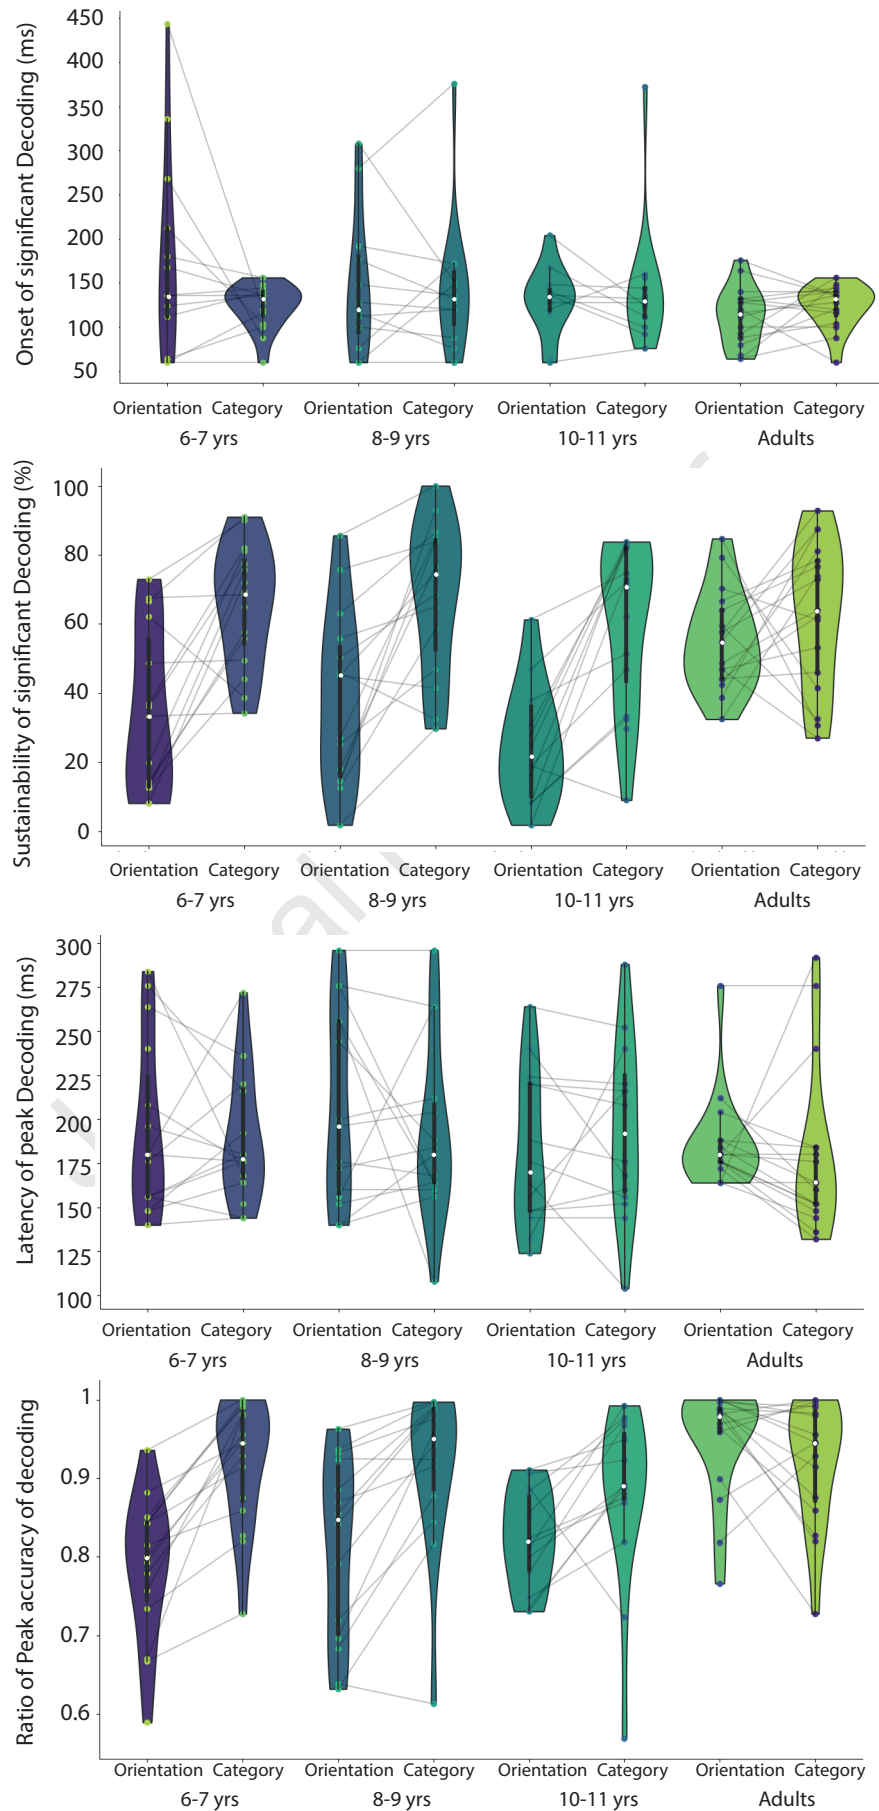 Onset of significant Decoding (ms)
450
400
350
300
250
200
150
100
50
Orientation Category Orientation Category Orientation Category Orientation Category
6-7 yrs 8-9 yrs 10-11 yrs Adults
Sustainability of significant Decoding (%)
100
80
60
40
20
0
Orientation Category Orientation Category Orientation Category Orientation Category
6-7 yrs 8-9 yrs 10-11 yrs Adults
Latency of peak Decoding (ms)
300
275
250
225
200
175
150
125
100
Orientation Category Orientation Category Orientation Category Orientation Category
6-7 yrs 8-9 yrs 10-11 yrs Adults
Ratio of Peak accuracy of decoding
1
0.9
0.8
0.7
0.6
Orientation Category Orientation Category Orientation Category Orientation Category
6-7 yrs 8-9 yrs 10-11 yrs Adults